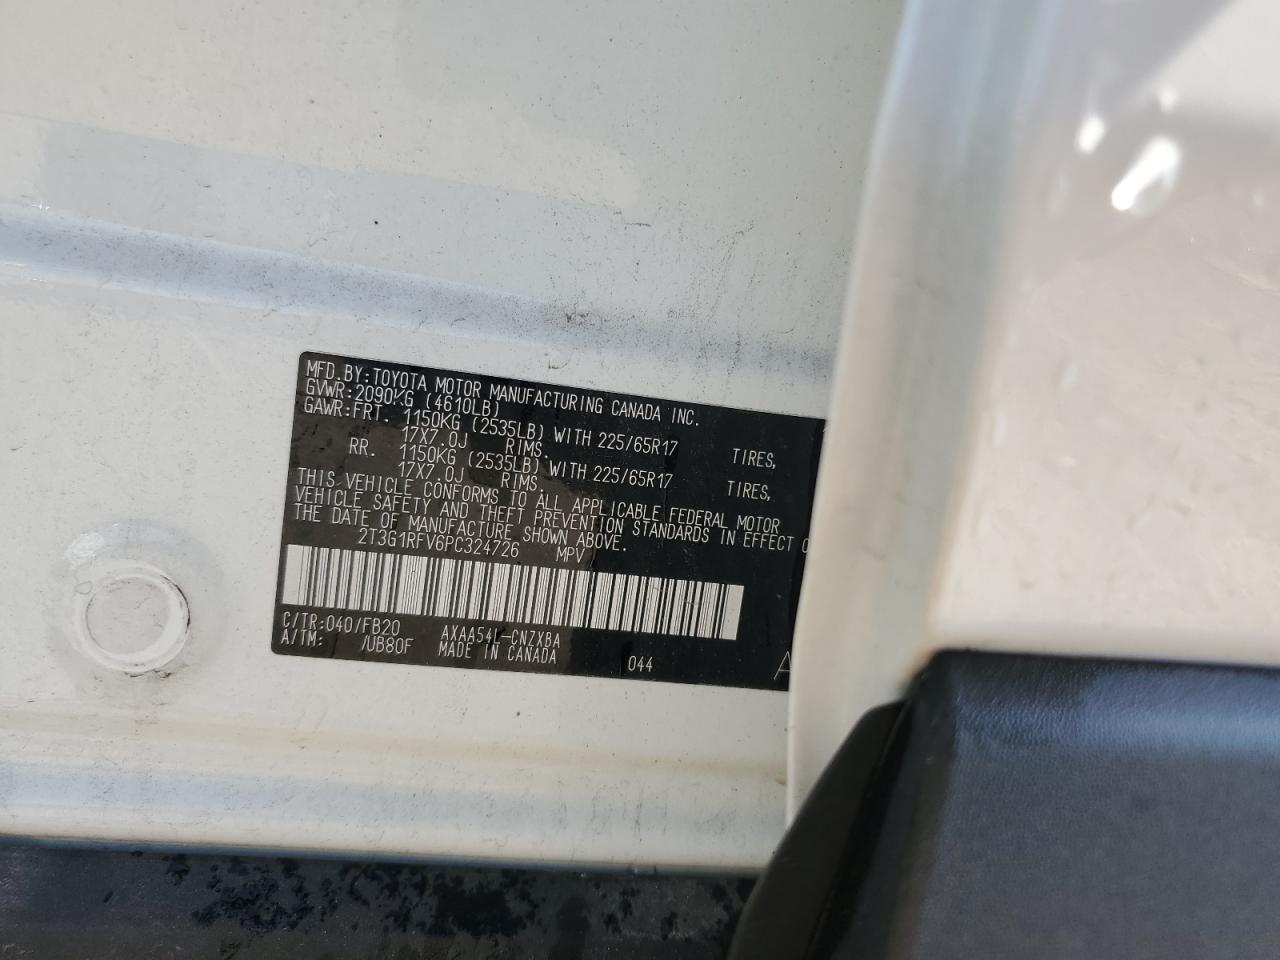 MFD.BY:TOYOTA MOTOR MANUFACTURING CANADA INC.
GVWR:2090KG (4610LB)
GAWR:FRT. 1150KG (2535LB) WITH 225/65R17 TIRES,
17X7.0J RIMS.
RR. 1150KG (2535LB) WITH 225/65R17 TIRES,
17X7.0J RIMS.
THIS VEHICLE CONFORMS TO ALL APPLICABLE FEDERAL MOTOR
VEHICLE SAFETY AND THEFT PREVENTION STANDARDS IN EFFECT
THE DATE OF MANUFACTURE SHOWN ABOVE.
2T3G1RFV6PC324726 MPV
C/TR:040/FB20 AXAA54L-CNZXBA
A/TM: /UB80F MADE IN CANADA 044